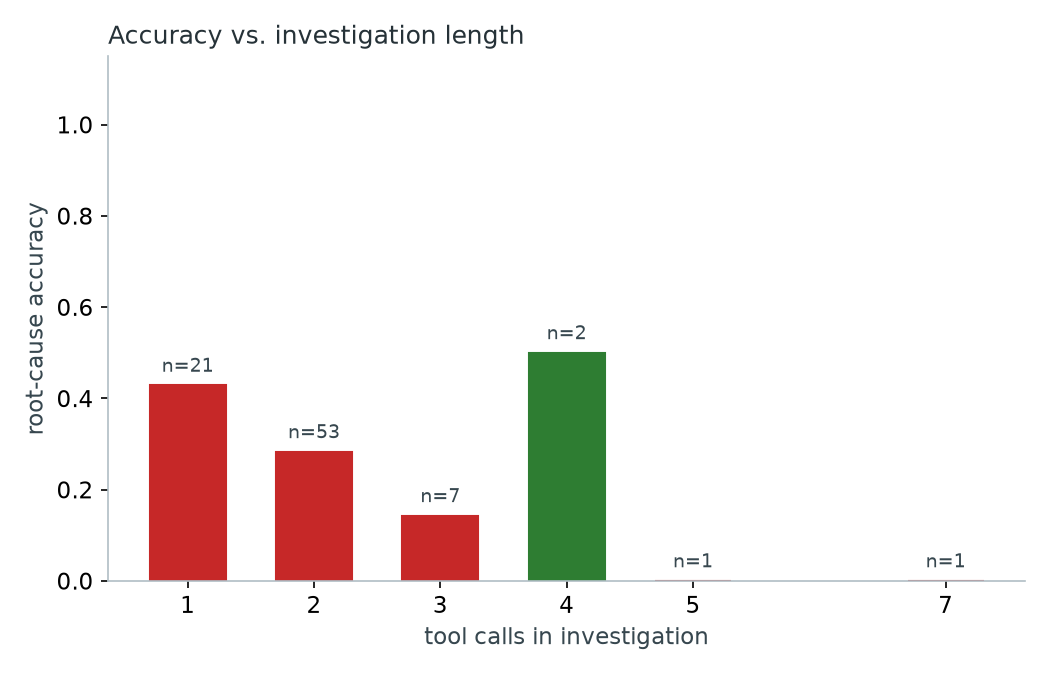 Accuracy vs. investigation length
root-cause accuracy
1.0
0.8
0.6
0.4
0.2
0.0
n=21
n=53
n=7
n=2
n=1
n=1
1 2 3 4 5 7
tool calls in investigation